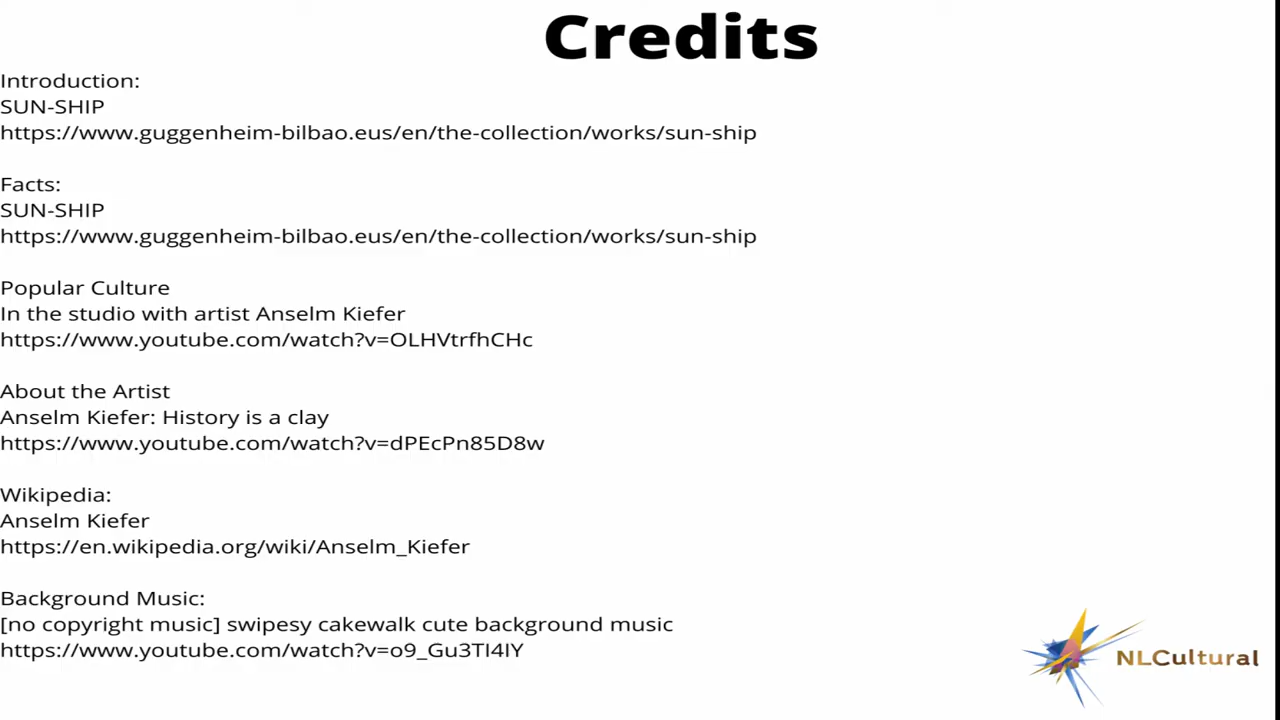 Credits
Introduction:
SUN-SHIP
https://www.guggenheim-bilbao.eus/en/the-collection/works/sun-ship
Facts:
SUN-SHIP
https://www.guggenheim-bilbao.eus/en/the-collection/works/sun-ship
Popular Culture
In the studio with artist Anselm Kiefer
https://www.youtube.com/watch?v=OLHVtrfhCHc
About the Artist
Anselm Kiefer: History is a clay
https://www.youtube.com/watch?v=dPEcPn85D8w
Wikipedia:
Anselm Kiefer
https://en.wikipedia.org/wiki/Anselm_Kiefer
Background Music:
[no copyright music] swipesy cakewalk cute background music
https://www.youtube.com/watch?v=o9_Gu3TI4IY
NLCultural